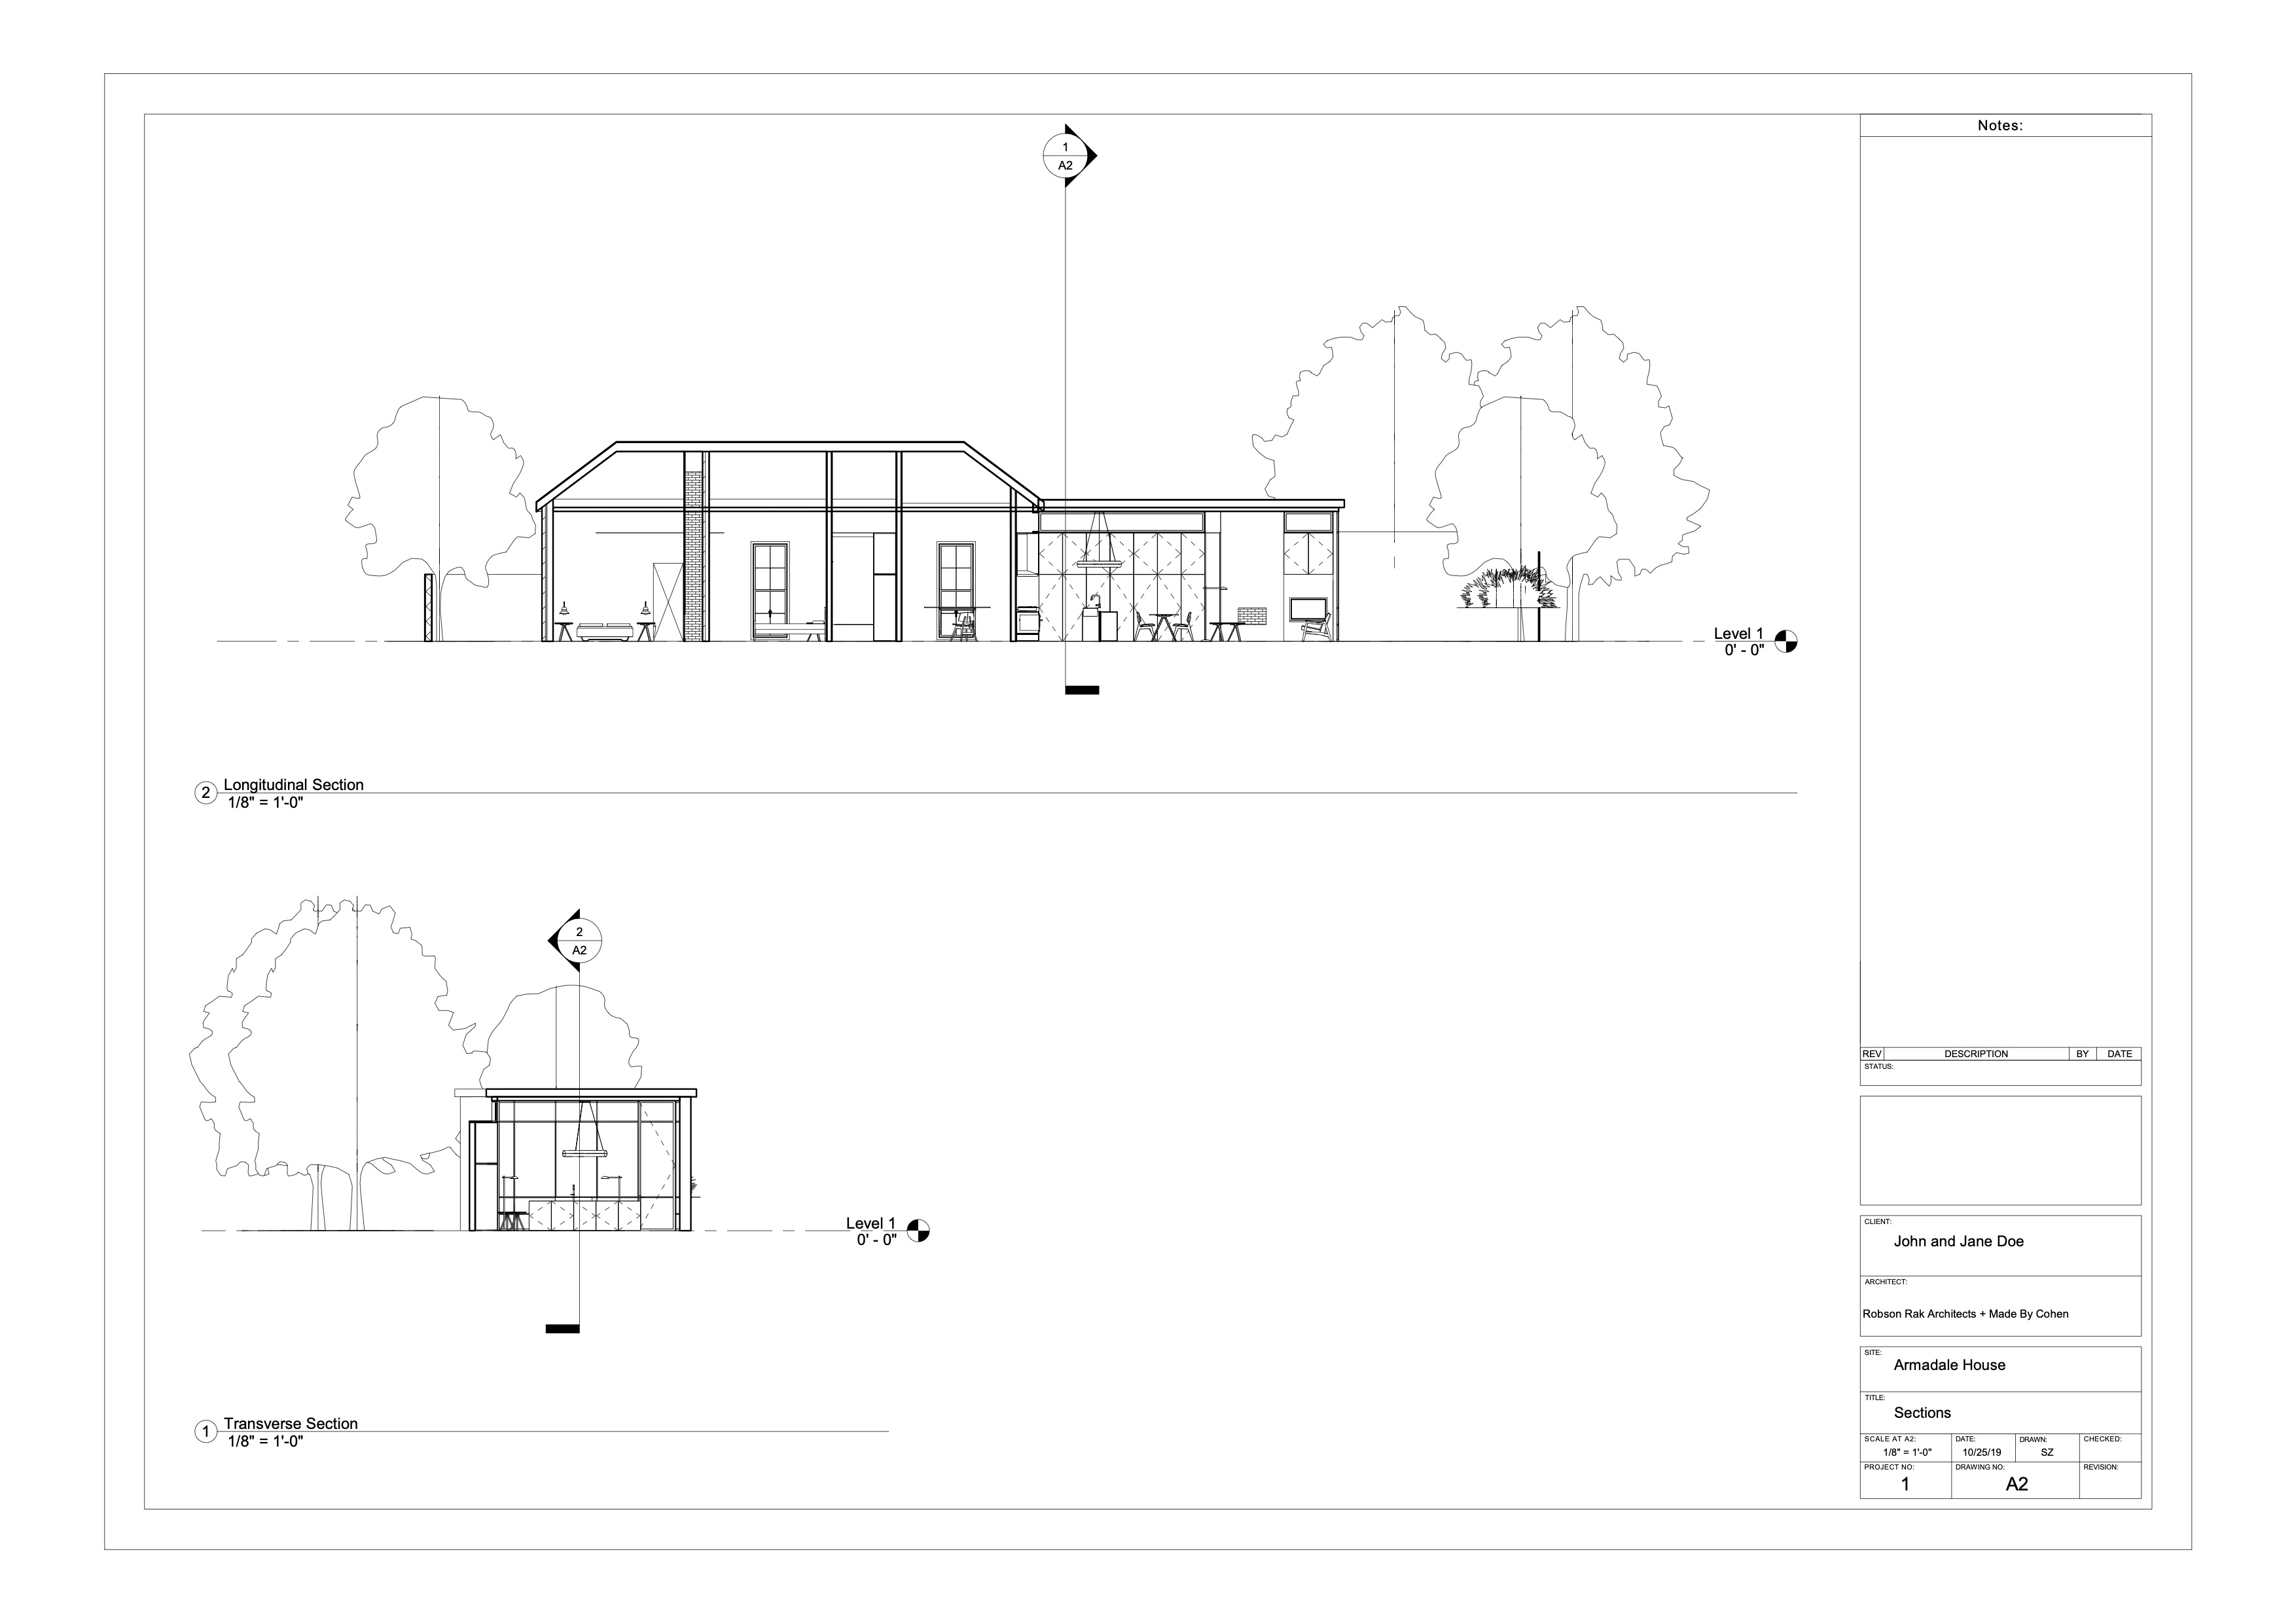 Notes:
1
A2
Level 1
0' - 0"
2
Longitudinal Section
1/8" = 1'-0"
2
A2
Level 1
0' - 0"
1
Transverse Section
1/8" = 1'-0"
REV DESCRIPTION BY DATE
STATUS:
CLIENT:
John and Jane Doe
ARCHITECT:
Robson Rak Architects + Made By Cohen
SITE:
Armadale House
TITLE:
Sections
SCALE AT A2: DATE: DRAWN: CHECKED:
1/8" = 1'-0" 10/25/19 SZ
PROJECT NO: DRAWING NO: REVISION:
1 A2